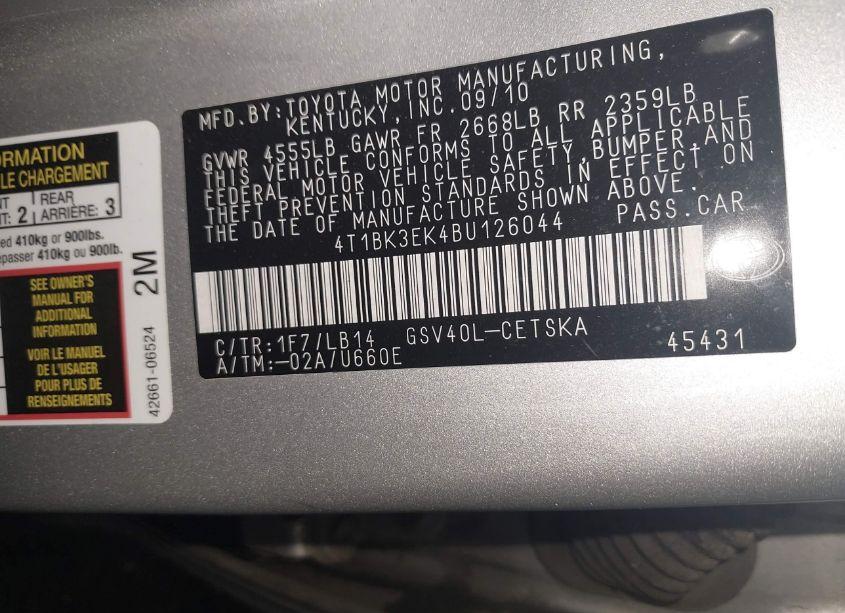 ORMATION
LE CHARGEMENT
NT
REAR
T: 2
ARRIÈRE: 3
ed 410kg or 900lbs.
epasser 410kg ou 900lb.
SEE OWNER'S
MANUAL FOR
ADDITIONAL
INFORMATION
VOIR LE MANUEL
DE L'USAGER
POUR PLUS DE
RENSEIGNEMENTS
2M
42661-06524
MFD.BY:TOYOTA MOTOR MANUFACTURING,
KENTUCKY,INC.09/10
GVWR 4555LB GAWR FR 2668LB RR 2359LB
THIS VEHICLE CONFORMS TO ALL APPLICABLE
FEDERAL MOTOR VEHICLE SAFETY,BUMPER,AND
THEFT PREVENTION STANDARDS IN EFFECT ON
THE DATE OF MANUFACTURE SHOWN ABOVE.
4T1BK3EK4BU126044 PASS.CAR
C/TR:1F7/LB14 GSV40L-CETSKA
A/TM:-02A/U660E 45431